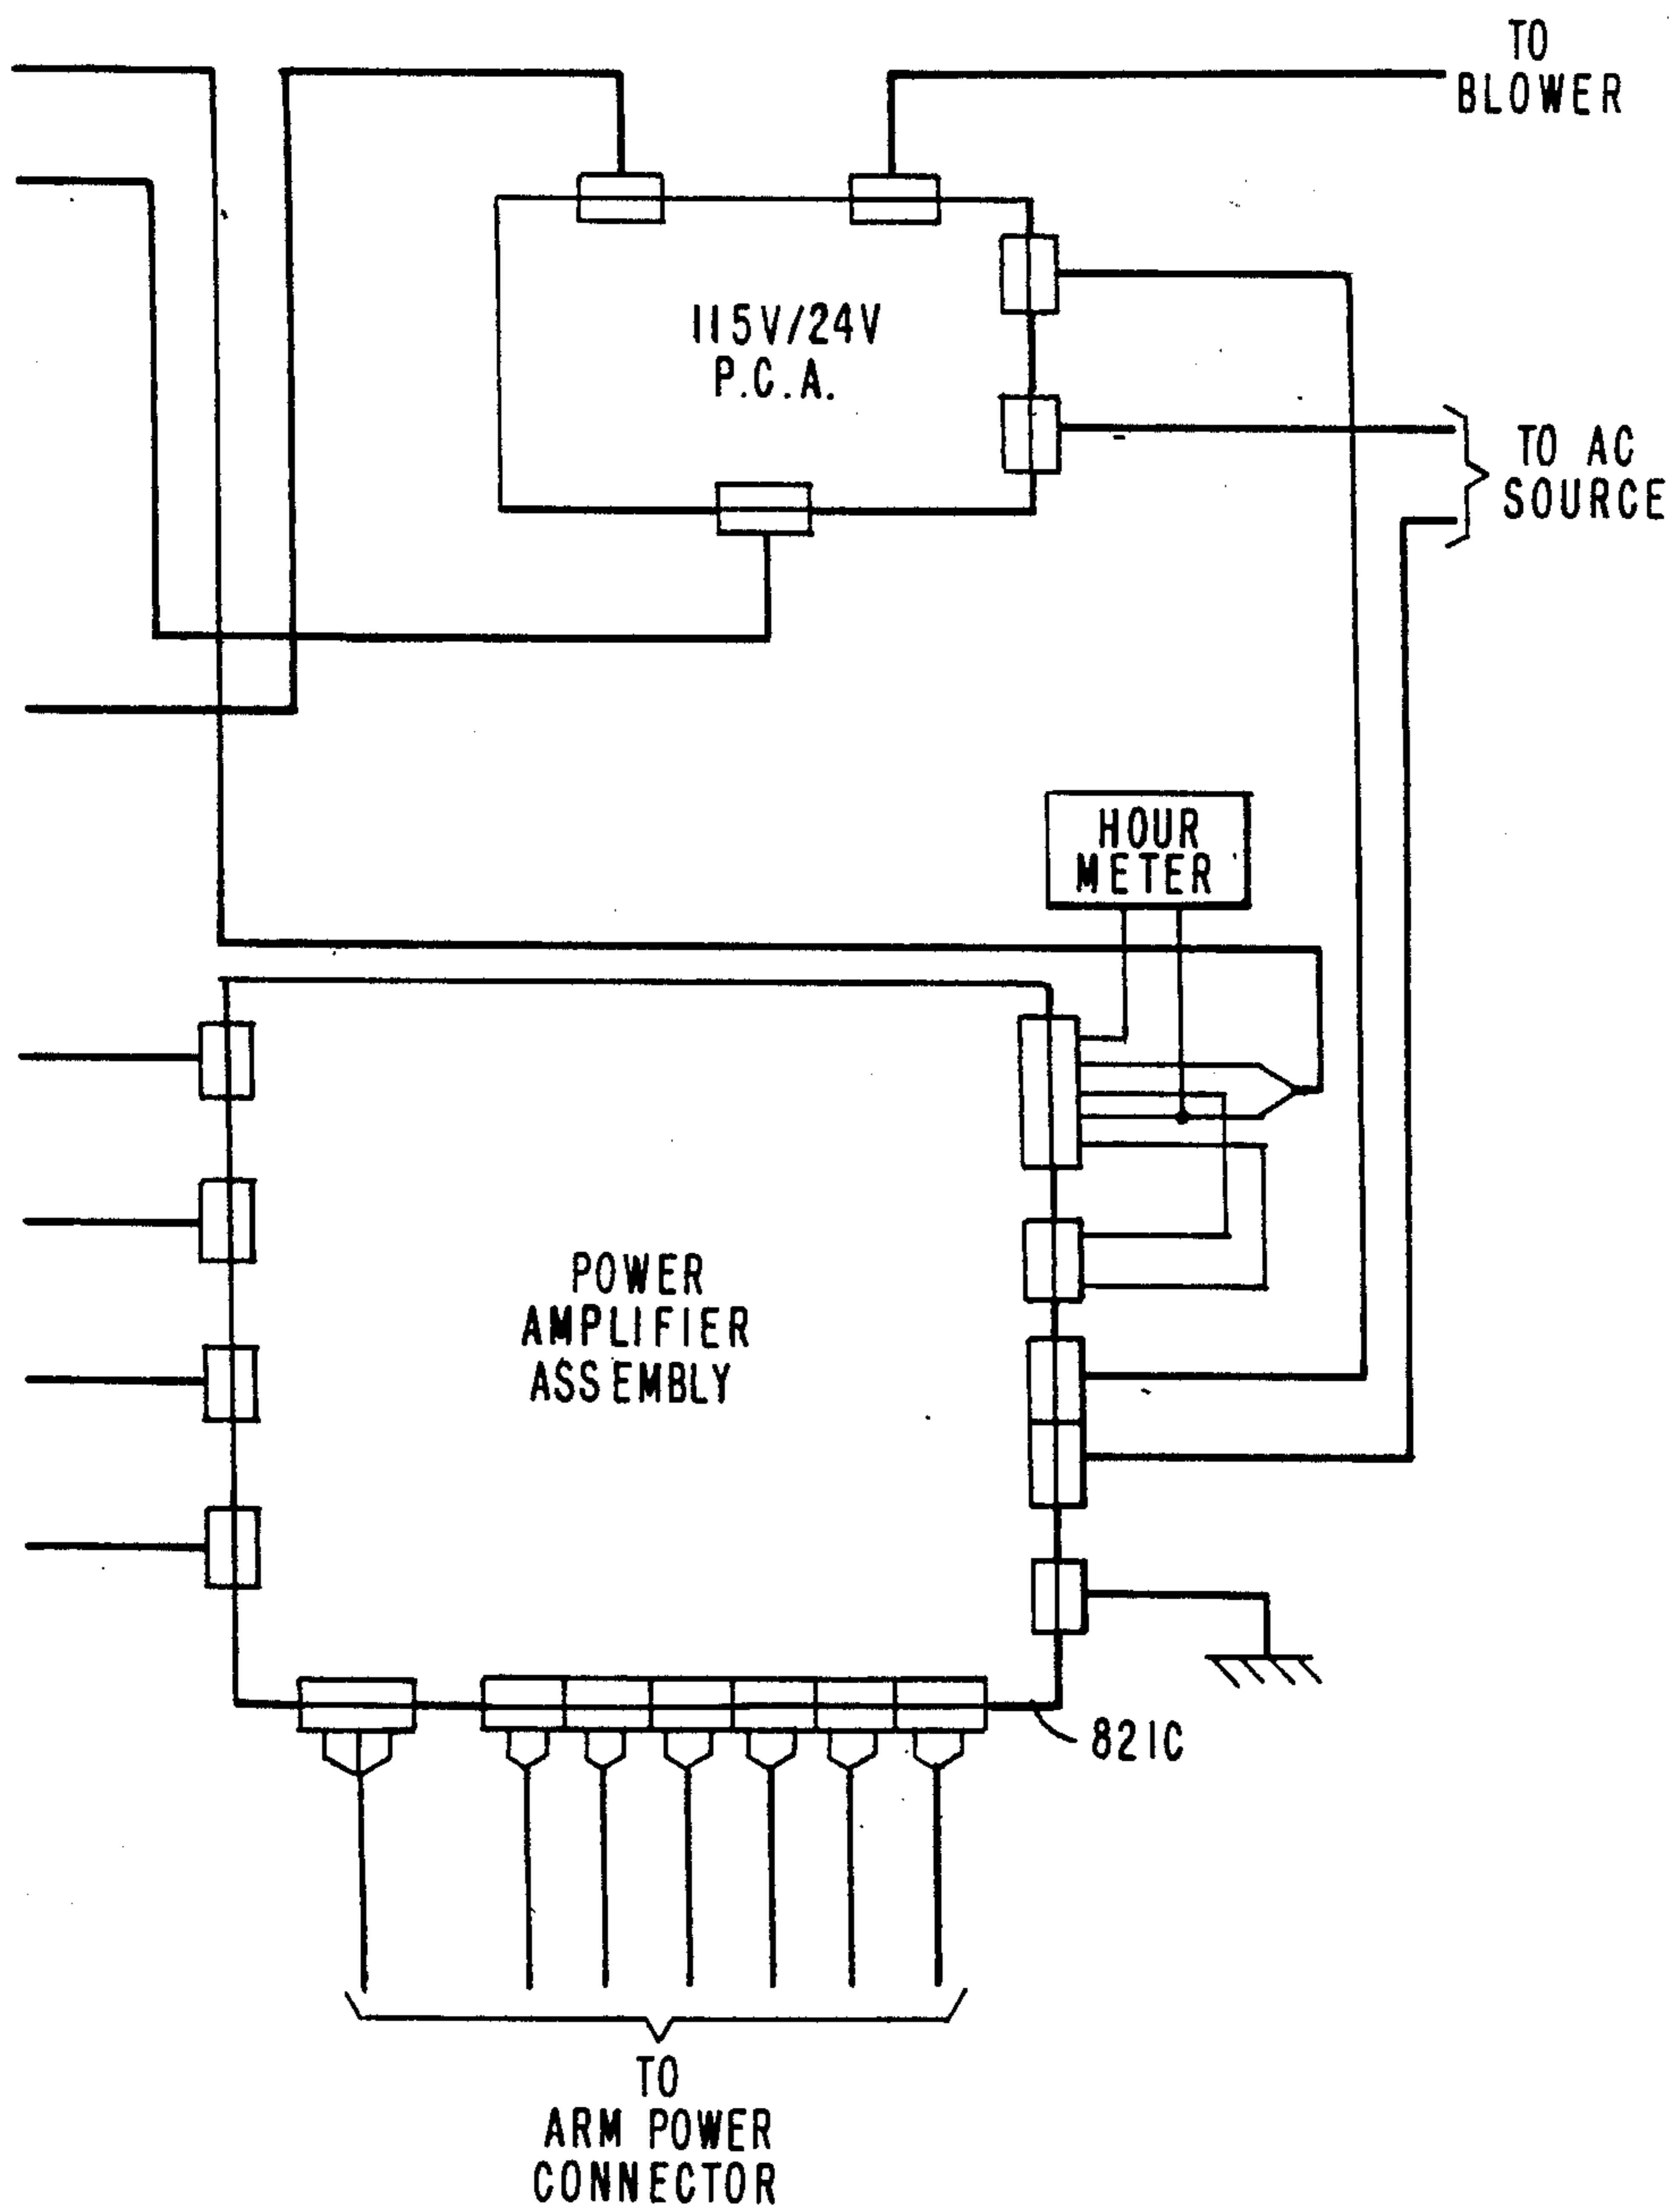 TO
BLOWER
115V/24V
P.C.A.
TO AC
SOURCE
HOUR
METER
POWER
AMPLIFIER
ASSEMBLY
821C
TO
ARM POWER
CONNECTOR